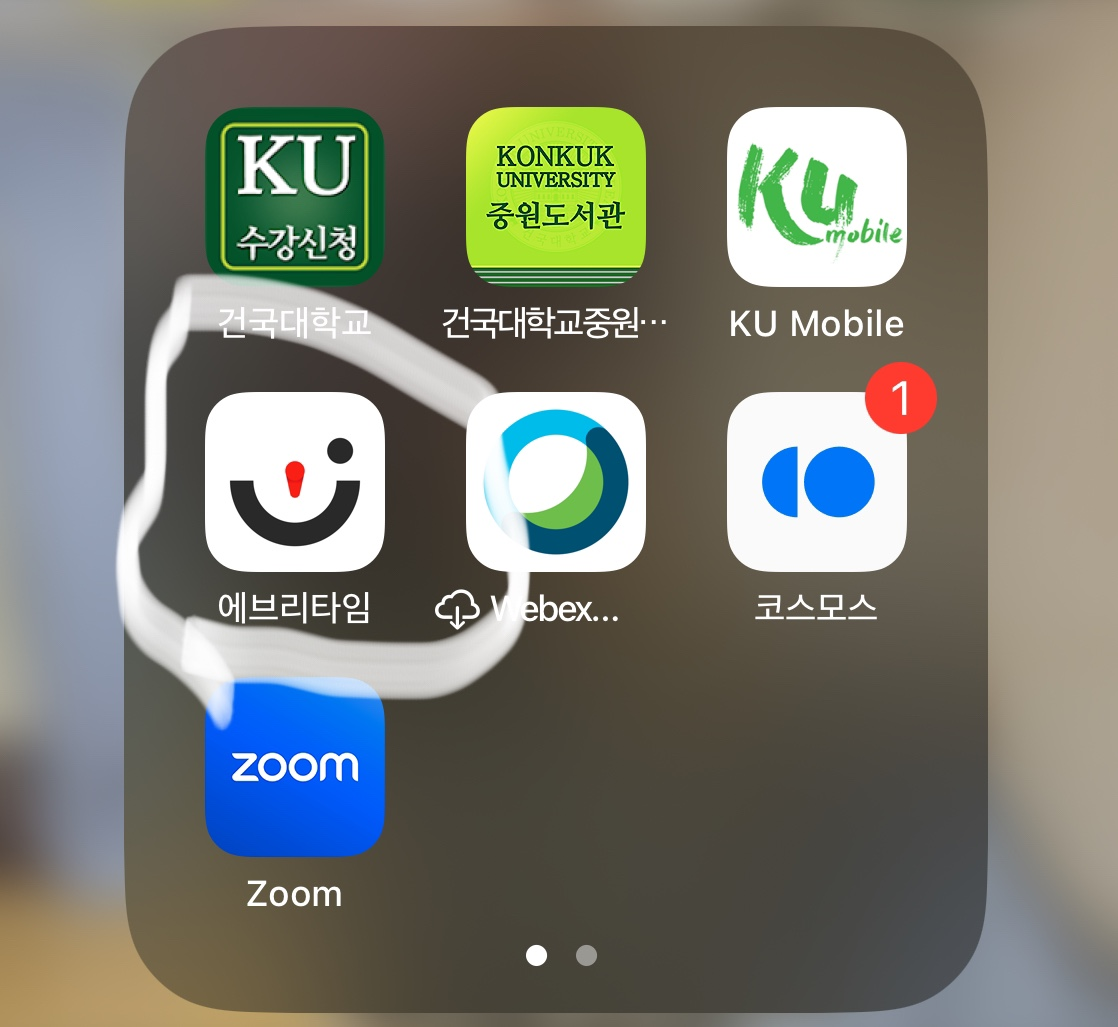 KU
수강신청
KONKUK
UNIVERSITY
중원도서관
Ku
mobile
건국대학교
건국대학교중원…
KU Mobile
1
에브리타임
Webex...
코스모스
zoom
Zoom